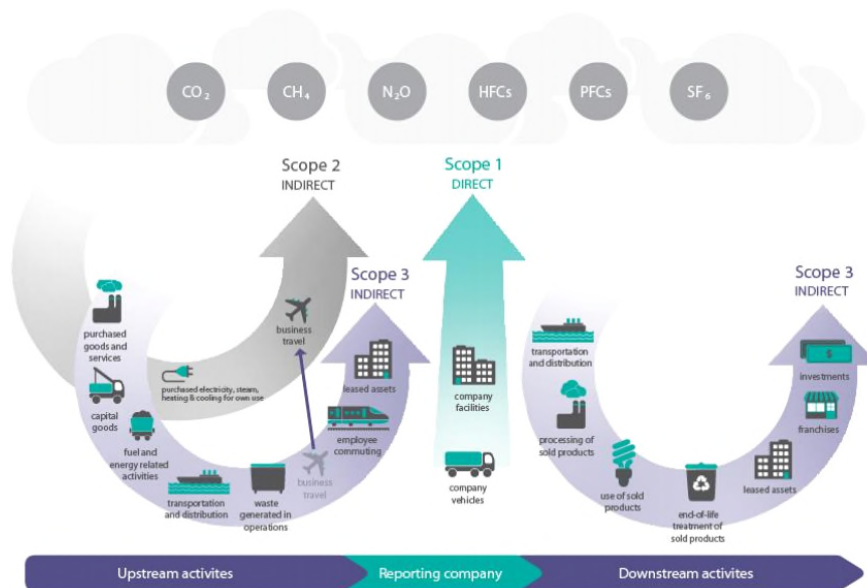 CO₂
CH₄
N₂O
HFCs
PFCs
SF₆
Scope 2
INDIRECT
Scope 1
DIRECT
Scope 3
INDIRECT
Scope 3
INDIRECT
purchased
goods and
services
business
travel
purchased electricity, steam,
heating & cooling for own use
capital
goods
fuel and
energy related
activities
transportation
and distribution
waste
generated in
operations
business
travel
employee
commuting
leased assets
company
facilities
company
vehicles
transportation
and distribution
processing of
sold products
use of sold
products
end-of-life
treatment of
sold products
leased assets
franchises
investments
$
Upstream activites
Reporting company
Downstream activites